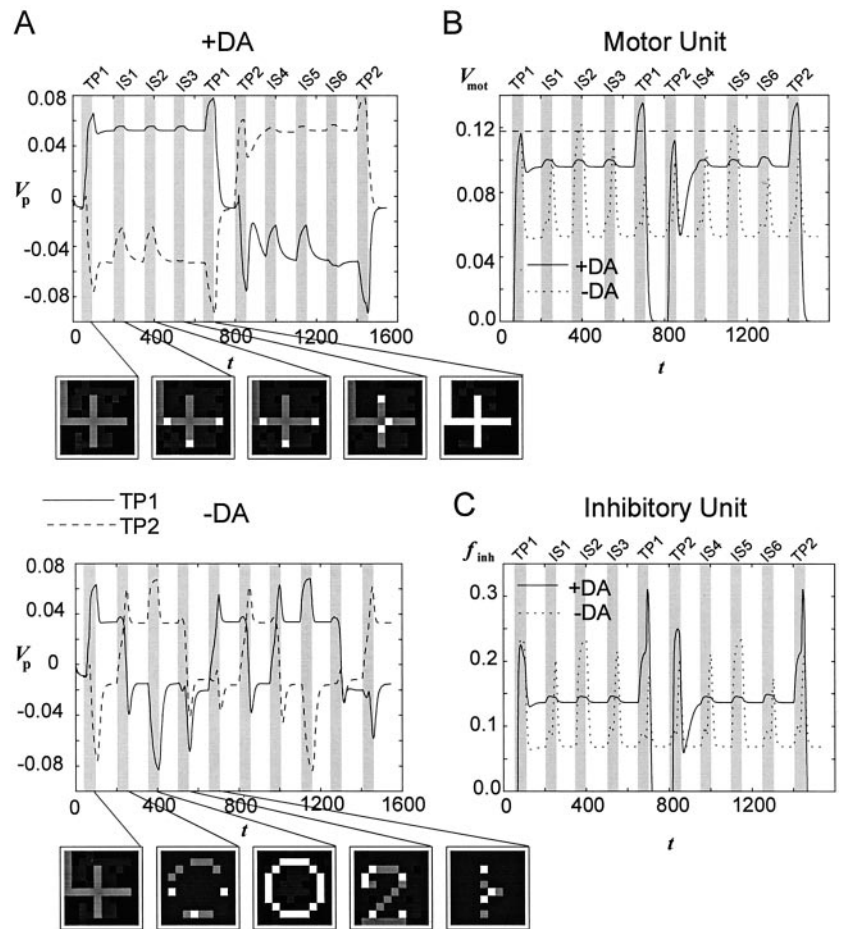 A
+DA
TP1 IS1 IS2 IS3 TP1 TP2 IS4 IS5 IS6 TP2
0.08
0.04
V_p
0
-0.04
-0.08
0 400 800 1200 1600
t
TP1
TP2
-DA
0.08
0.04
V_p
0
-0.04
-0.08
0 400 800 1200 1600
t
B
Motor Unit
V_mot
TP1 IS1 IS2 IS3 TP1 TP2 IS4 IS5 IS6 TP2
0.12
0.08
0.04
0.0
+DA
-DA
0 400 800 1200
t
C
Inhibitory Unit
f_inh
TP1 IS1 IS2 IS3 TP1 TP2 IS4 IS5 IS6 TP2
+DA
-DA
0.3
0.2
0.1
0.0
0 400 800 1200
t